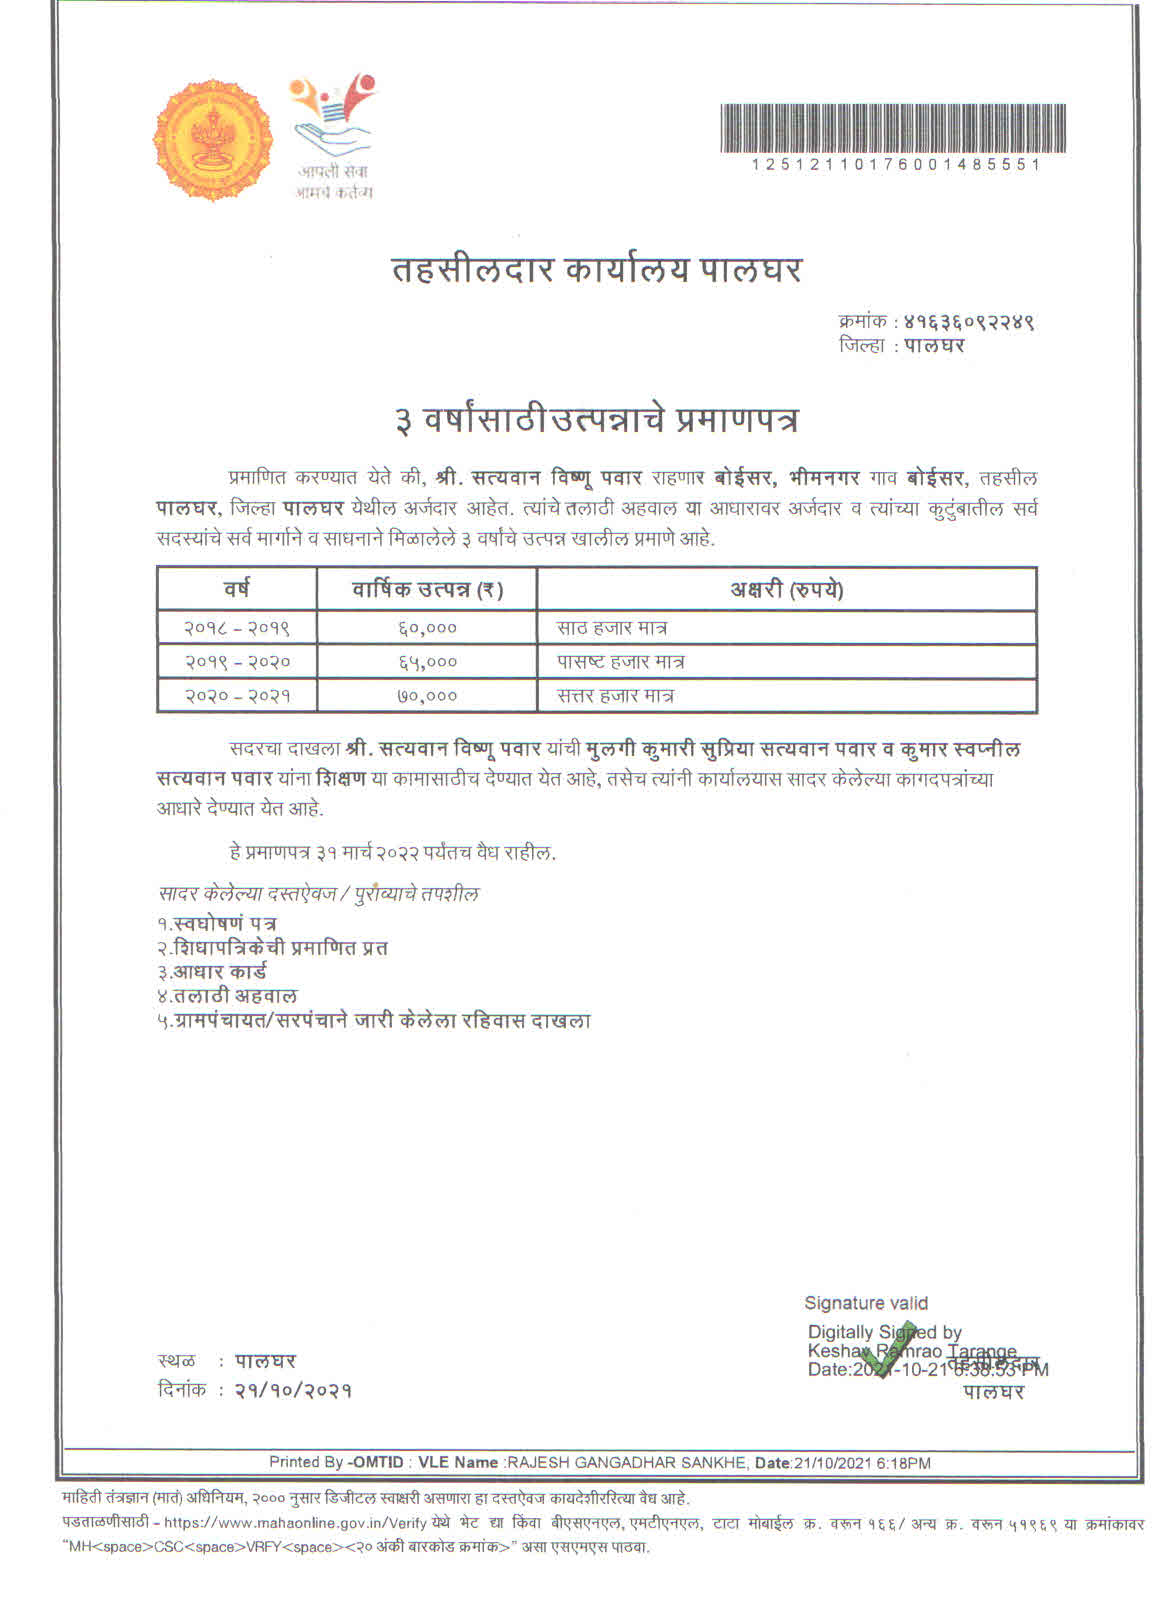 आपली सेवा
आमचे कर्तव्य
12512110176001485551
तहसीलदार कार्यालय पालघर
क्रमांक : ४१६३६०९२२४९
जिल्हा : पालघर
३ वर्षांसाठी उत्पन्नाचे प्रमाणपत्र
प्रमाणित करण्यात येते की, श्री. सत्यवान विष्णू पवार राहणार बोईसर, भीमनगर गाव बोईसर, तहसील
पालघर, जिल्हा पालघर येथील अर्जदार आहेत. त्यांचे तलाठी अहवाल या आधारावर अर्जदार व त्यांच्या कुटुंबातील सर्व
सदस्यांचे सर्व मार्गाने व साधनाने मिळालेले ३ वर्षांचे उत्पन्न खालील प्रमाणे आहे.
वर्ष वार्षिक उत्पन्न (₹) अक्षरी (रुपये)
२०१८ - २०१९ ६०,००० साठ हजार मात्र
२०१९ - २०२० ६५,००० पासष्ट हजार मात्र
२०२० - २०२१ ७०,००० सत्तर हजार मात्र
सदरचा दाखला श्री. सत्यवान विष्णू पवार यांची मुलगी कुमारी सुप्रिया सत्यवान पवार व कुमार स्वप्नील
सत्यवान पवार यांना शिक्षण या कामासाठीच देण्यात येत आहे, तसेच त्यांनी कार्यालयास सादर केलेल्या कागदपत्रांच्या
आधारे देण्यात येत आहे.
हे प्रमाणपत्र ३१ मार्च २०२२ पर्यंतच वैध राहील.
सादर केलेल्या दस्तऐवज / पुराव्याचे तपशील
१.स्वघोषणं पत्र
२.शिधापत्रिकेची प्रमाणित प्रत
३.आधार कार्ड
४.तलाठी अहवाल
५.ग्रामपंचायत/सरपंचाने जारी केलेला रहिवास दाखला
Signature valid
Digitally Signed by
Keshav Ramrao Tarange
Date:2021-10-21 6:38:53 PM
तहसीलदार
पालघर
स्थळ : पालघर
दिनांक : २१/१०/२०२१
Printed By -OMTID : VLE Name :RAJESH GANGADHAR SANKHE, Date:21/10/2021 6:18PM
माहिती तंत्रज्ञान (मातं) अधिनियम, २००० नुसार डिजीटल स्वाक्षरी असणारा हा दस्तऐवज कायदेशीररित्या वैध आहे.
पडताळणीसाठी - https://www.mahaonline.gov.in/Verify येथे भेट द्या किंवा बीएसएनएल, एमटीएनएल, टाटा मोबाईल क्र. वरून १६६/ अन्य क्र. वरून ५१९६९ या क्रमांकावर
"MH<space>CSC<space>VRFY<space><२० अंकी बारकोड क्रमांक>" असा एसएमएस पाठवा.